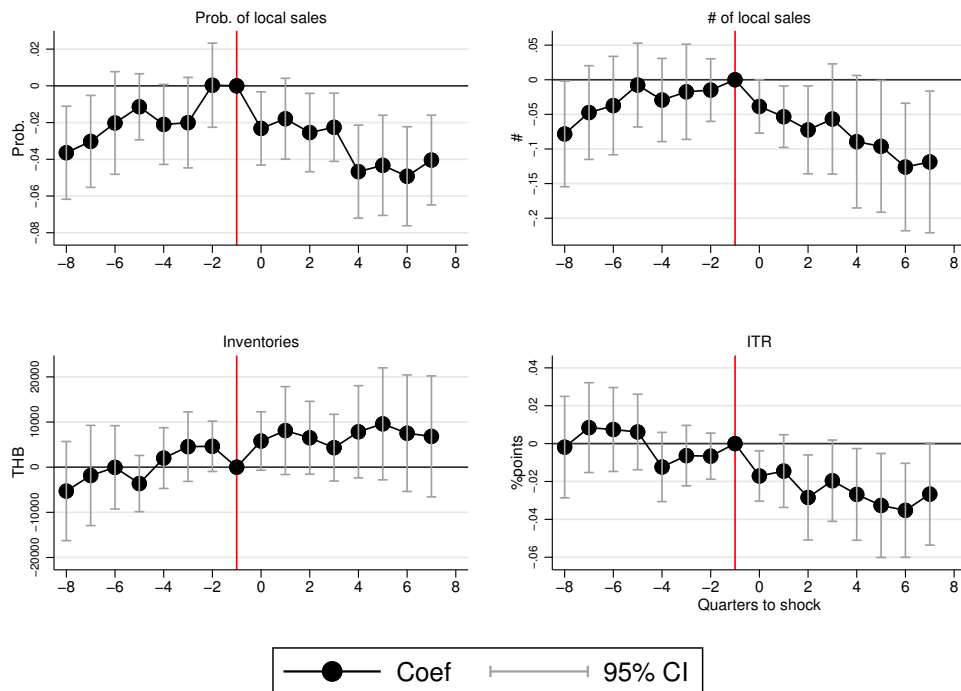 Prob. of local sales
Prob.
.02
0
-.02
-.04
-.06
-.08
-8 -6 -4 -2 0 2 4 6 8
# of local sales
#
.05
0
-.05
-.1
-.15
-.2
-8 -6 -4 -2 0 2 4 6 8
Inventories
THB
20000
10000
0
-10000
-20000
-8 -6 -4 -2 0 2 4 6 8
ITR
%points
.04
.02
0
-.02
-.04
-.06
-8 -6 -4 -2 0 2 4 6 8
Quarters to shock
Coef 95% CI